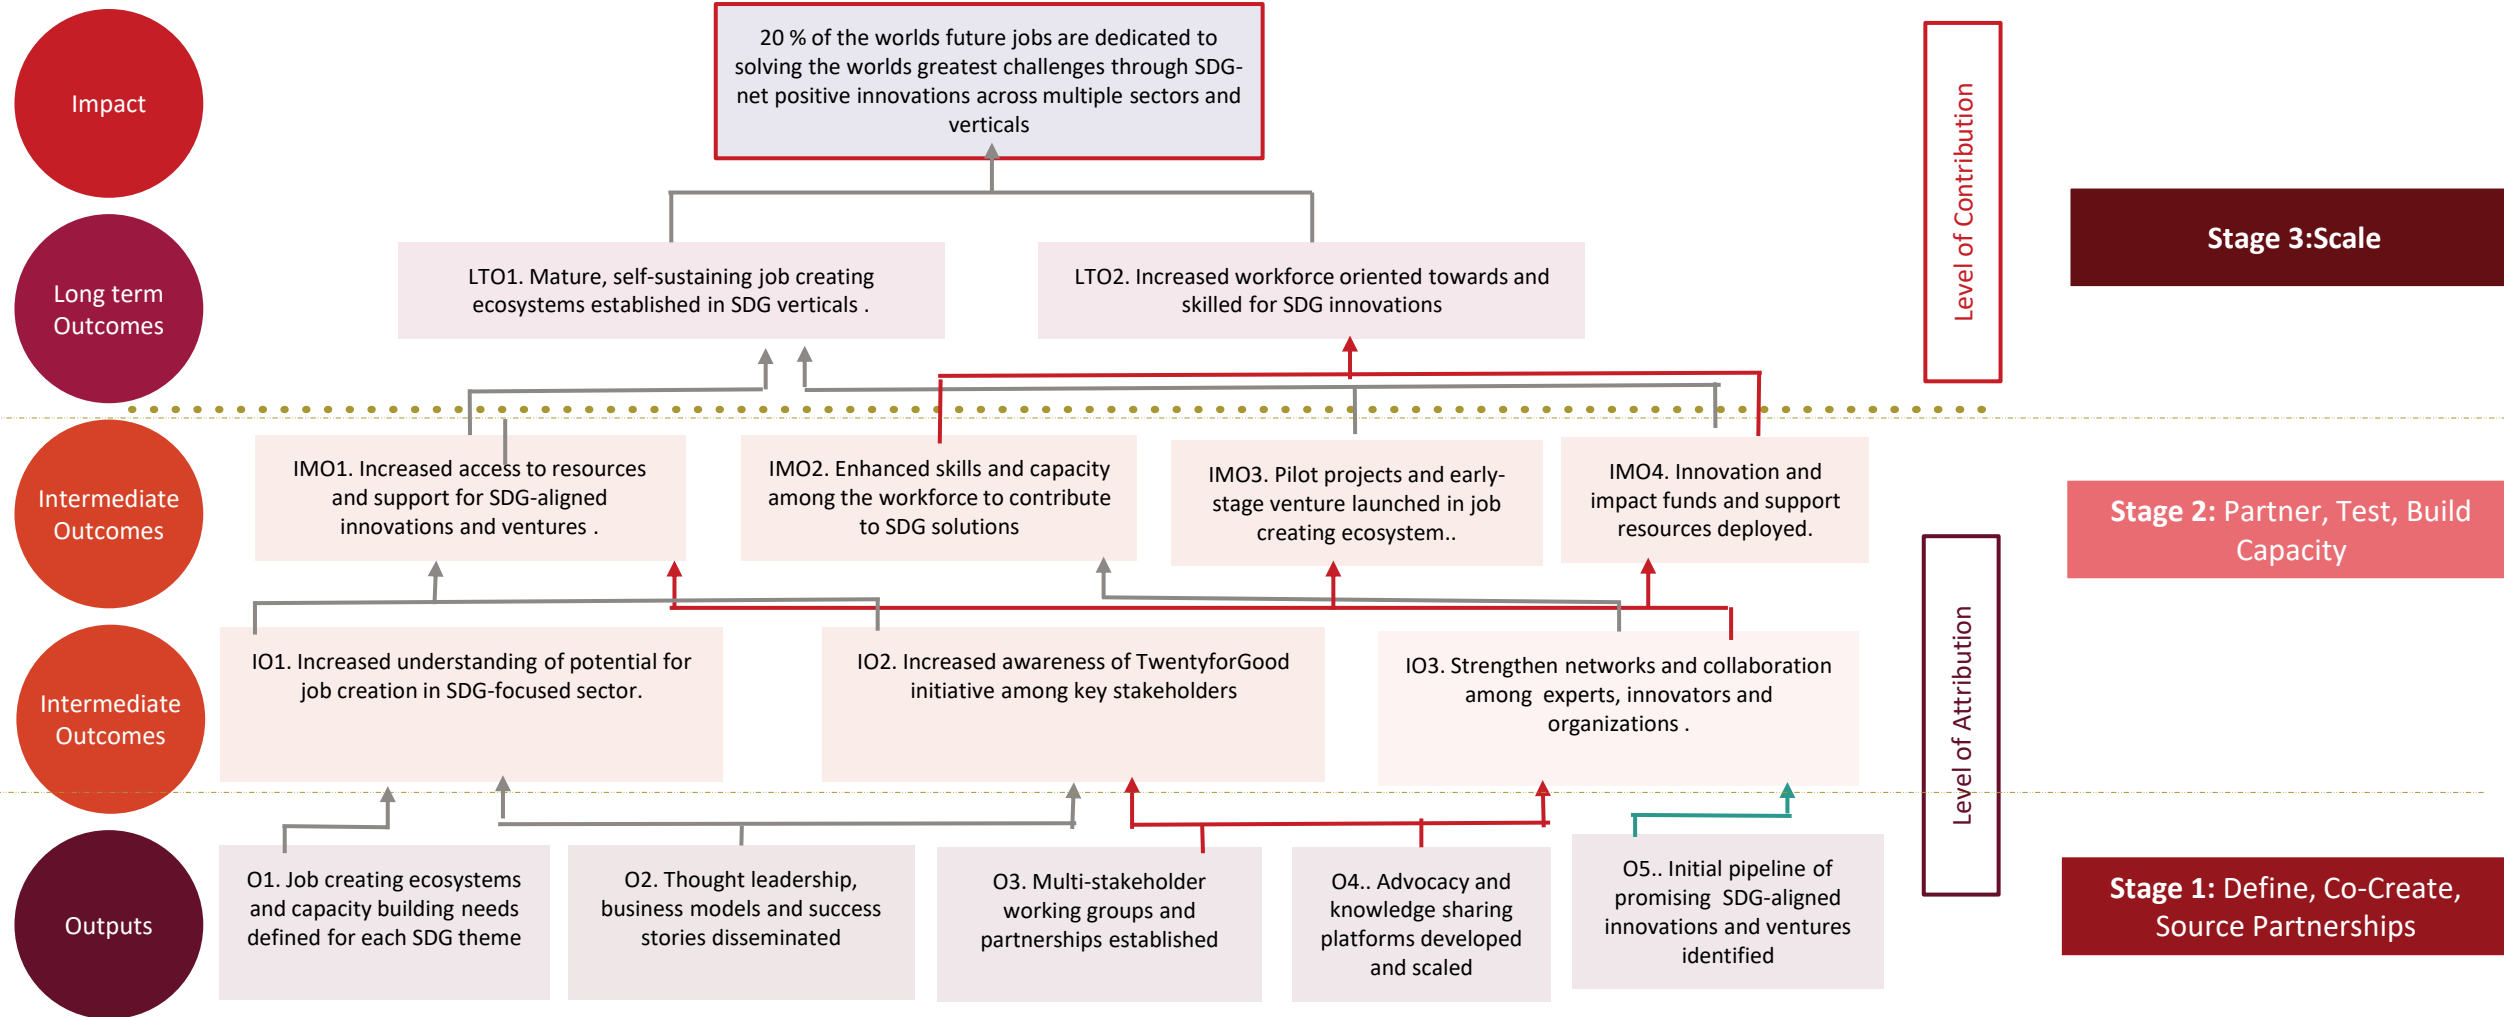 Impact
20 % of the worlds future jobs are dedicated to
solving the worlds greatest challenges through SDG-
net positive innovations across multiple sectors and
verticals
Level of Contribution
Stage 3:Scale
Long term
Outcomes
LTO1. Mature, self-sustaining job creating
ecosystems established in SDG verticals .
LTO2. Increased workforce oriented towards and
skilled for SDG innovations
Intermediate
Outcomes
IMO1. Increased access to resources
and support for SDG-aligned
innovations and ventures .
IMO2. Enhanced skills and capacity
among the workforce to contribute
to SDG solutions
IMO3. Pilot projects and early-
stage venture launched in job
creating ecosystem..
IMO4. Innovation and
impact funds and support
resources deployed.
Stage 2: Partner, Test, Build
Capacity
Intermediate
Outcomes
IO1. Increased understanding of potential for
job creation in SDG-focused sector.
IO2. Increased awareness of TwentyforGood
initiative among key stakeholders
IO3. Strengthen networks and collaboration
among experts, innovators and
organizations .
Level of Attribution
Outputs
O1. Job creating ecosystems
and capacity building needs
defined for each SDG theme
O2. Thought leadership,
business models and success
stories disseminated
O3. Multi-stakeholder
working groups and
partnerships established
O4.. Advocacy and
knowledge sharing
platforms developed
and scaled
O5.. Initial pipeline of
promising SDG-aligned
innovations and ventures
identified
Stage 1: Define, Co-Create,
Source Partnerships